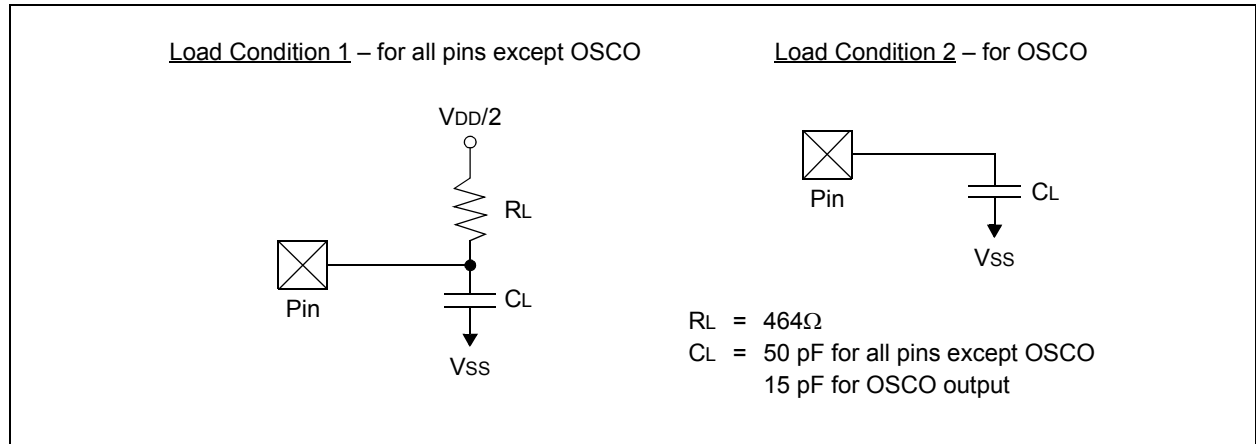 Load Condition 1 – for all pins except OSCO
VDD/2
RL
Pin
CL
VSS
Load Condition 2 – for OSCO
Pin
CL
VSS
RL = 464Ω
CL = 50 pF for all pins except OSCO
15 pF for OSCO output